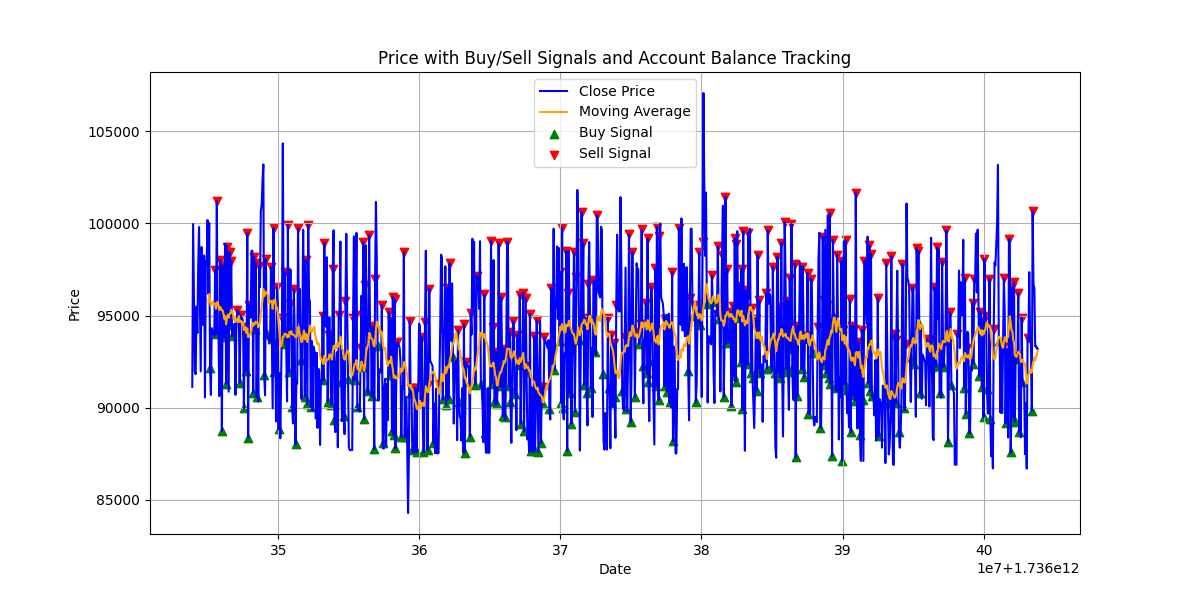 Price with Buy/Sell Signals and Account Balance Tracking
Close Price
Moving Average
Buy Signal
Sell Signal
105000
100000
95000
90000
85000
Price
35 36 37 38 39 40
1e7+1.736e12
Date